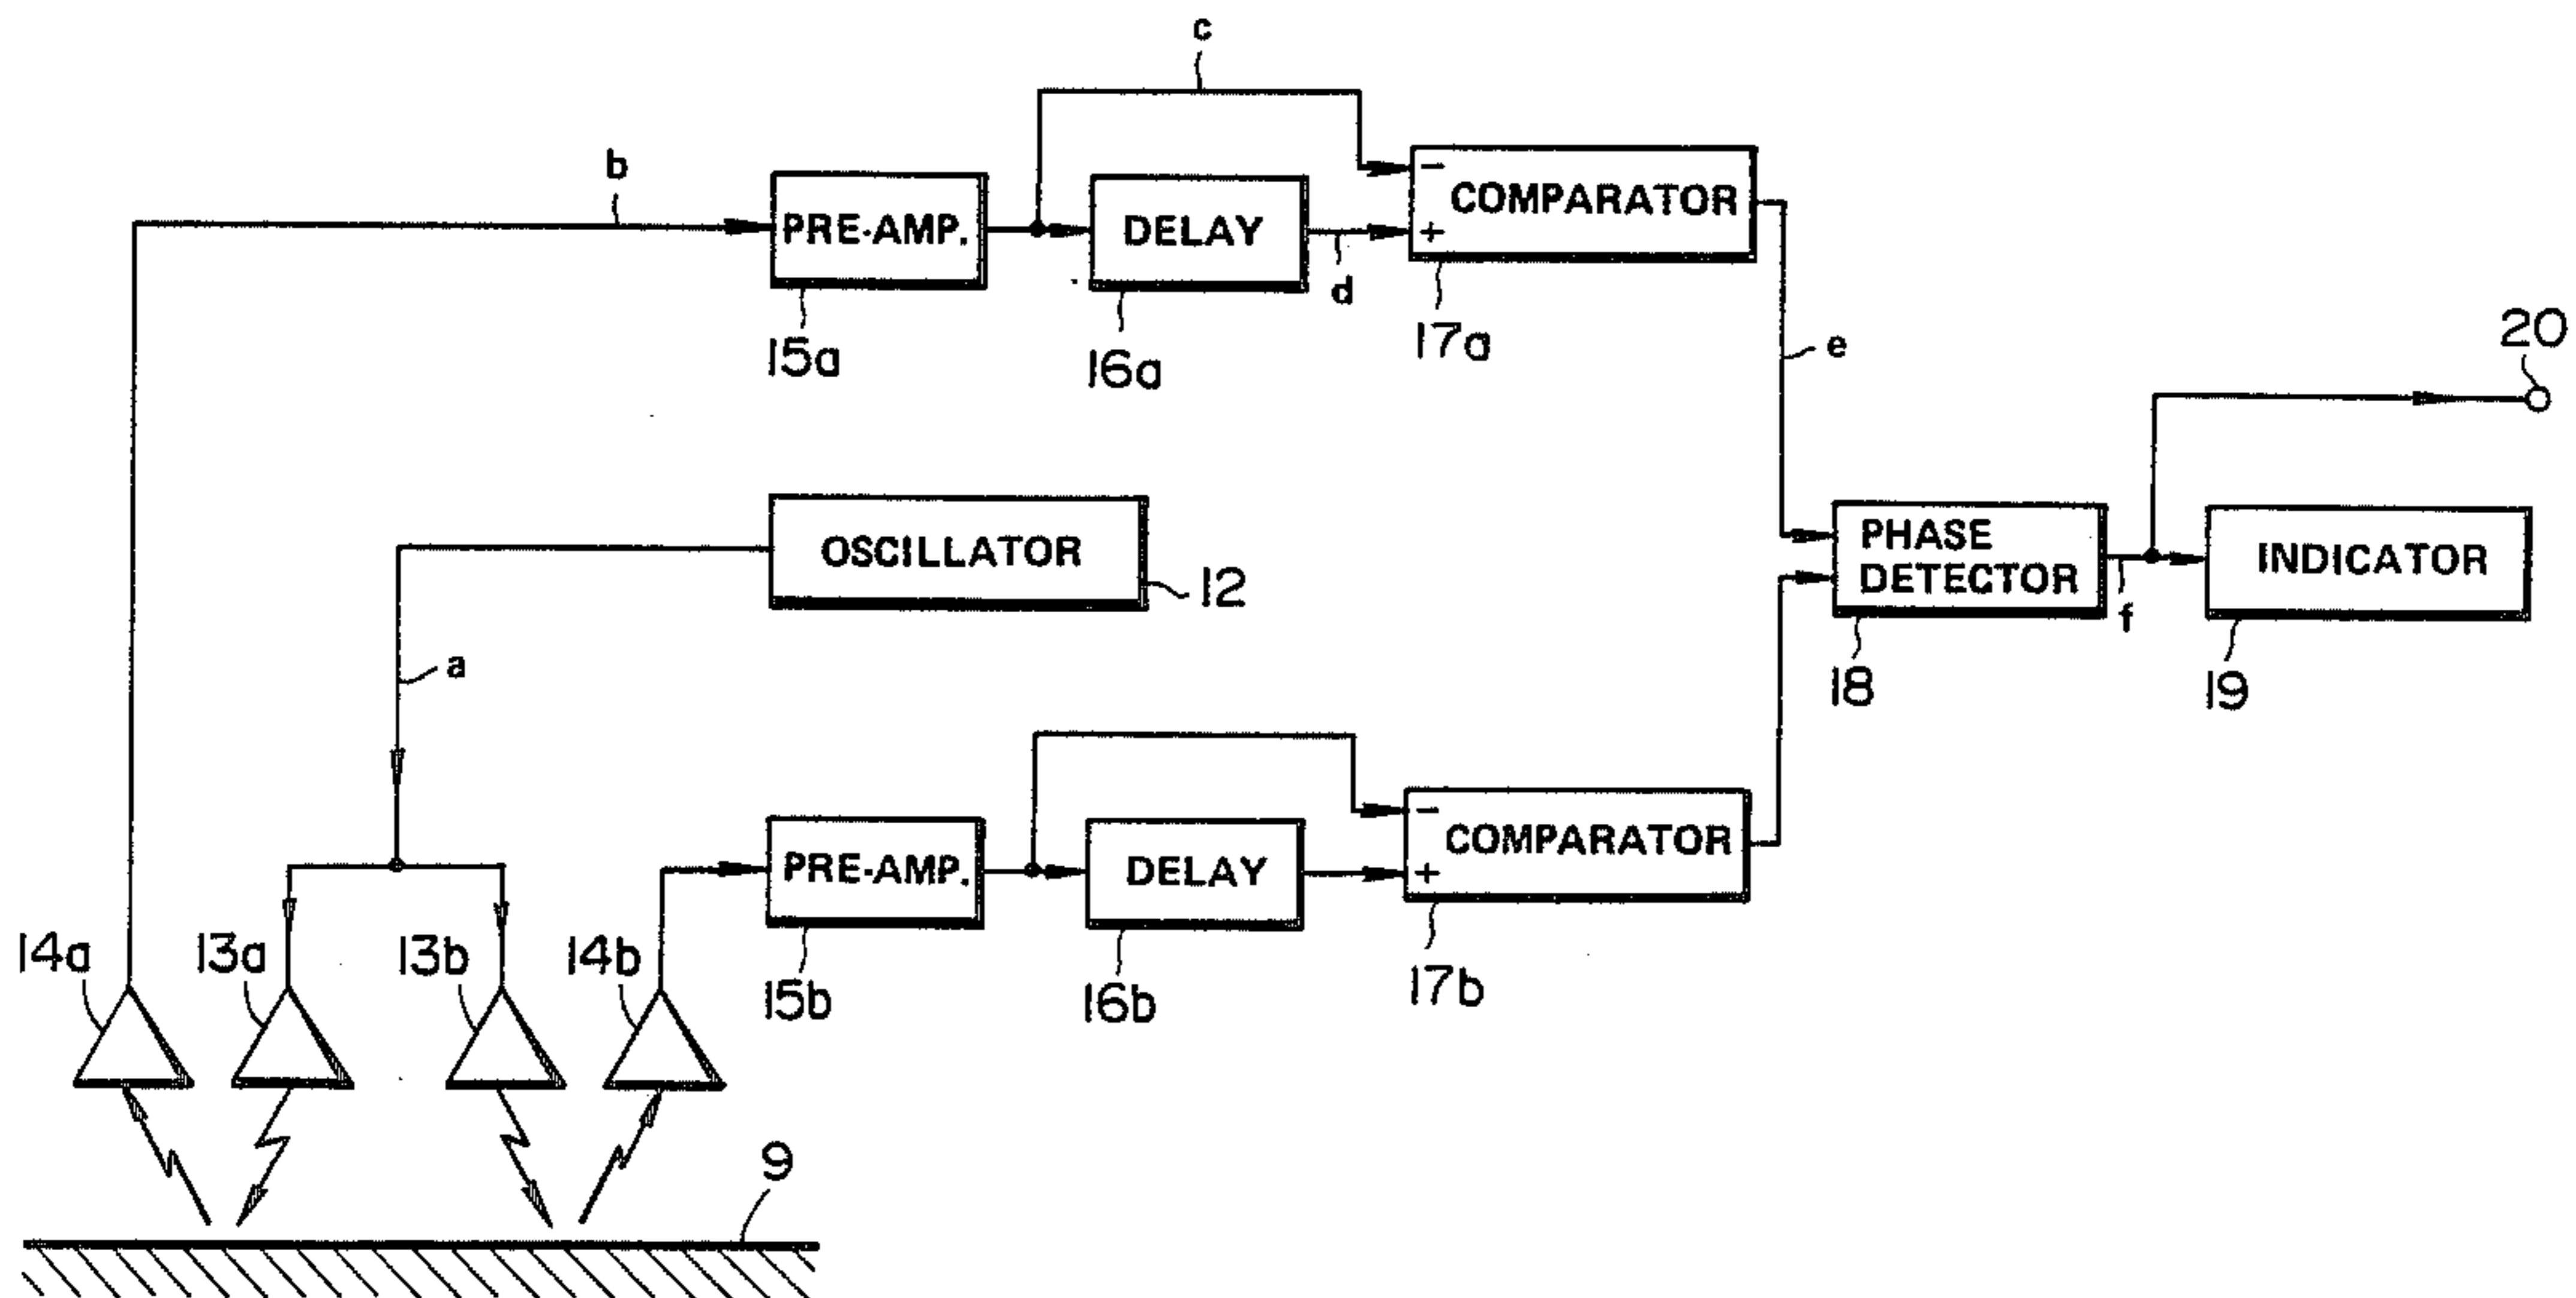 c
b
PRE-AMP.
DELAY
− COMPARATOR
+
d
15a
16a
17a
e
20
OSCILLATOR
12
PHASE
DETECTOR
INDICATOR
f
18
19
a
PRE-AMP.
DELAY
− COMPARATOR
+
14a
13a
13b
14b
15b
16b
17b
9